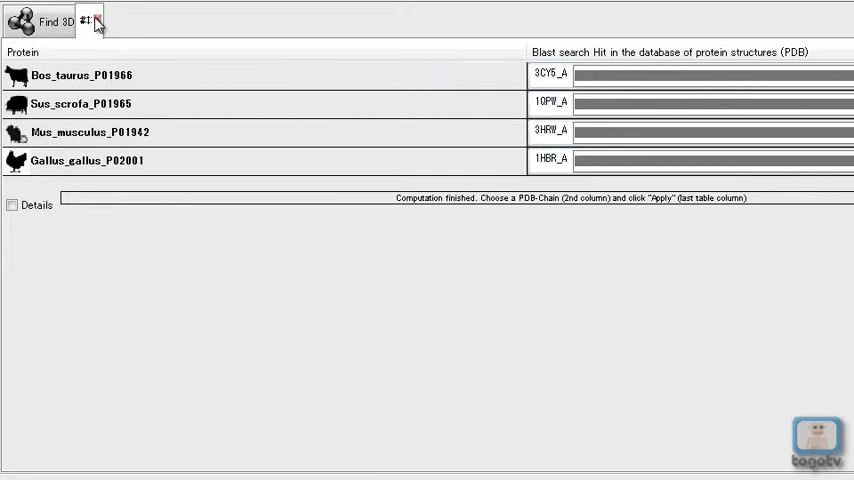 Find 3D #1:
Protein Blast search Hit in the database of protein structures (PDB)
Bos_taurus_P01966 3CY5_A
Sus_scrofa_P01965 1QPW_A
Mus_musculus_P01942 3HRW_A
Gallus_gallus_P02001 1HBR_A
Computation finished. Choose a PDB-Chain (2nd column) and click "Apply" (last table column)
Details
togotv